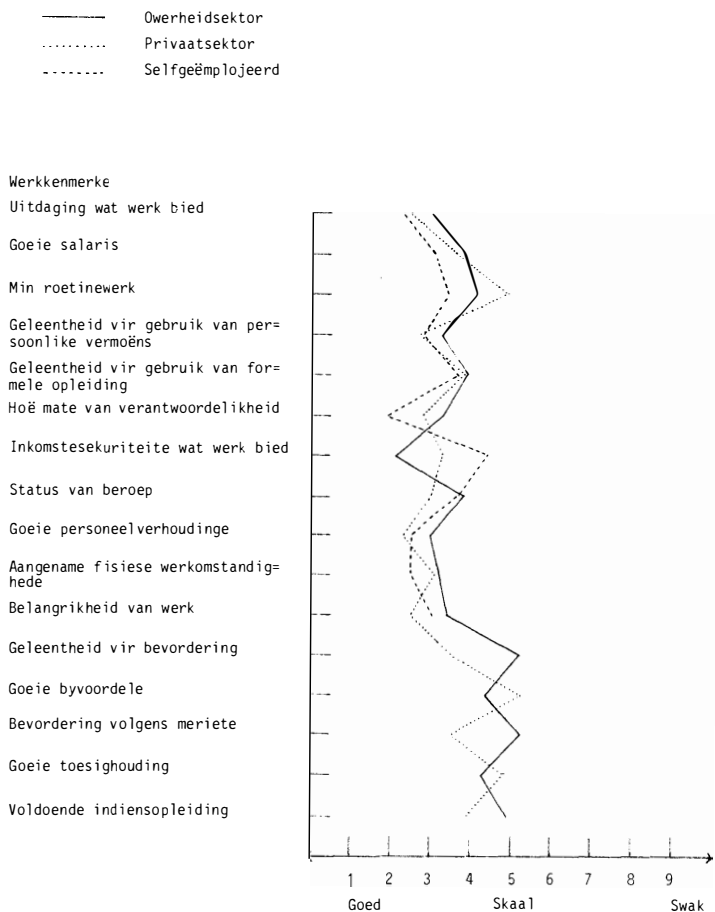 Owerheidsektor
Privaatsektor
Selfgeëmplojeerd
Werkkenmerke
Uitdaging wat werk bied
Goeie salaris
Min roetinewerk
Geleentheid vir gebruik van per=
soonlike vermoëns
Geleentheid vir gebruik van for=
mele opleiding
Hoë mate van verantwoordelikheid
Inkomstesekuriteite wat werk bied
Status van beroep
Goeie personeelverhoudinge
Aangename fisiese werkomstandig=
hede
Belangrikheid van werk
Geleentheid vir bevordering
Goeie byvoordele
Bevordering volgens meriete
Goeie toesighouding
Voldoende indiensopleiding
1 2 3 4 5 6 7 8 9
Goed Skaal Swak